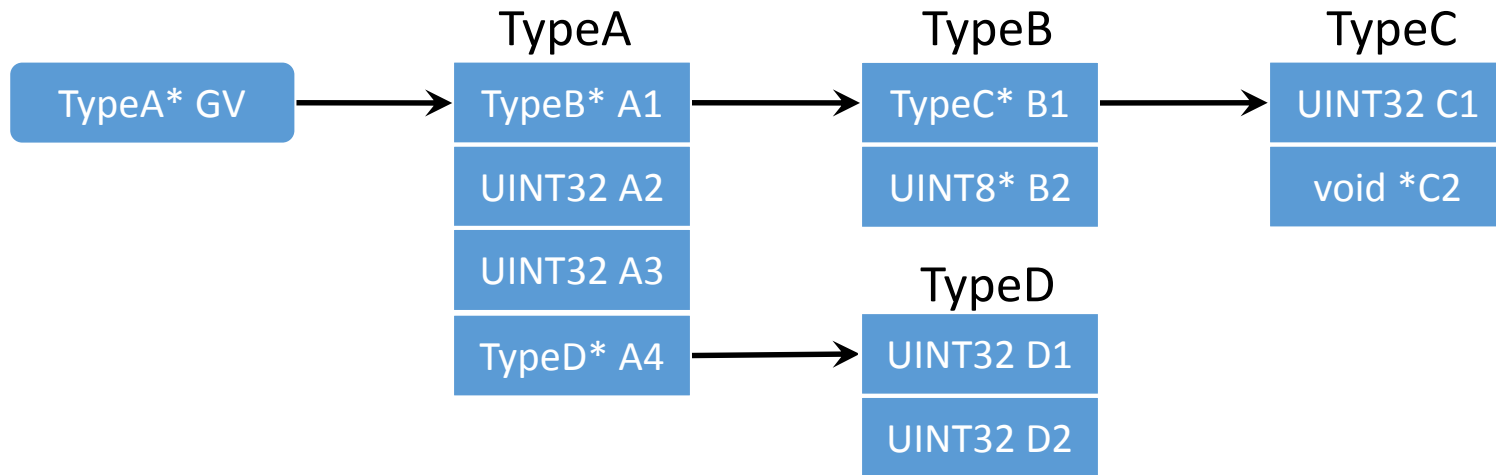 TypeA
TypeB
TypeC
TypeA* GV
TypeB* A1
TypeC* B1
UINT32 C1
UINT32 A2
UINT8* B2
void *C2
UINT32 A3
TypeD
TypeD* A4
UINT32 D1
UINT32 D2